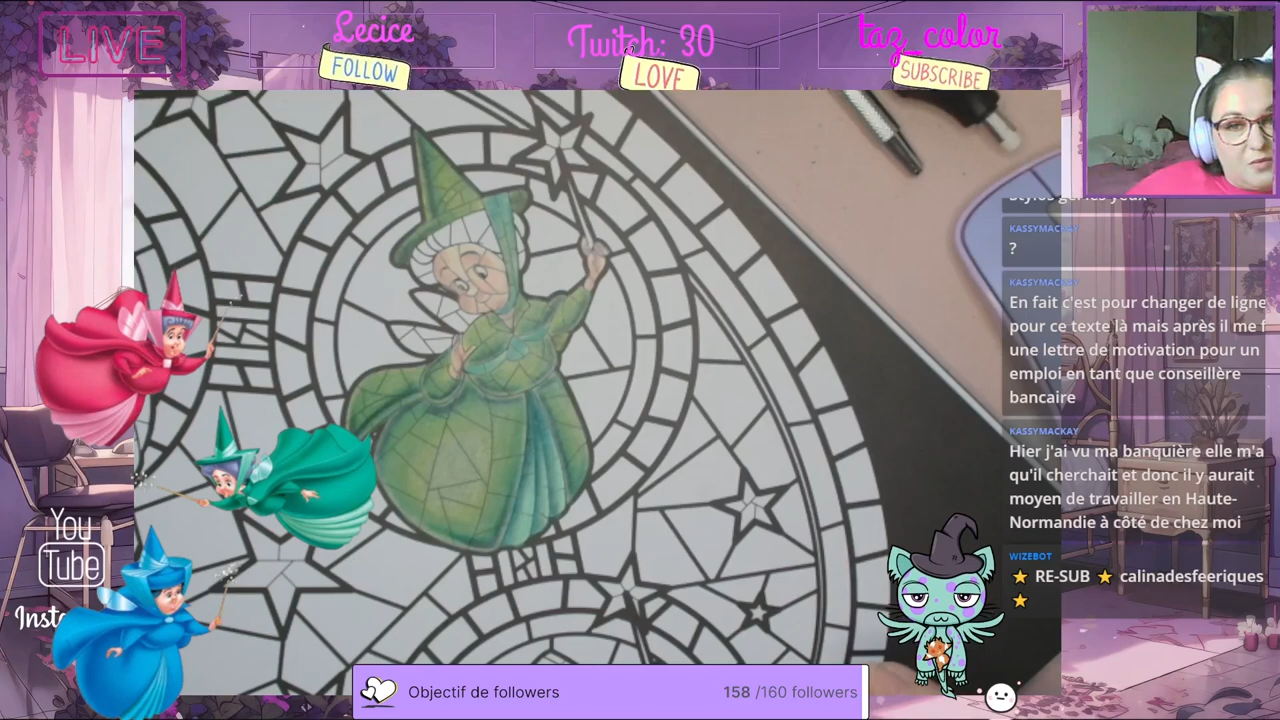 LIVE
Lecice
FOLLOW
Twitch: 30
LOVE
taz_color
SUBSCRIBE
KASSYMACKAY
?
KASSYMACKAY
En fait c'est pour changer de ligne
pour ce texte là mais après il me f
une lettre de motivation pour un
emploi en tant que conseillère
bancaire
KASSYMACKAY
Hier j'ai vu ma banquière elle m'a
qu'il cherchait et donc il y aurait
moyen de travailler en Haute-
Normandie à côté de chez moi
WIZEBOT
⭐ RE-SUB ⭐ calinadesfeeriques
⭐
You
Tube
Inst
Objectif de followers
158 /160 followers